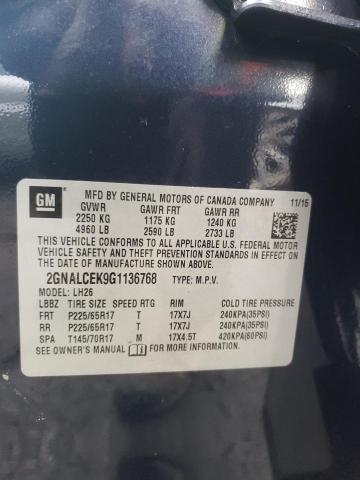 GM
MFD BY GENERAL MOTORS OF CANADA COMPANY 11/15
GVWR GAWR FRT GAWR RR
2250 KG 1175 KG 1240 KG
4960 LB 2590 LB 2733 LB
THIS VEHICLE CONFORMS TO ALL APPLICABLE U.S.
FEDERAL MOTOR VEHICLE SAFETY, BUMPER, AND
THEFT PREVENTION STANDARDS IN EFFECT ON THE
DATE OF MANUFACTURE SHOWN ABOVE.
2GNALCEK9G1136768 TYPE: M.P.V.
MODEL: LH26
LBBZ TIRE SIZE SPEED RTG RIM COLD TIRE PRESSURE
FRT P225/65R17 T 17X7J 240KPA(35PSI)
RR P225/65R17 T 17X7J 240KPA(35PSI)
SPA T145/70R17 M 17X4.5T 420KPA(60PSI)
SEE OWNER'S MANUAL FOR MORE INFORMATION